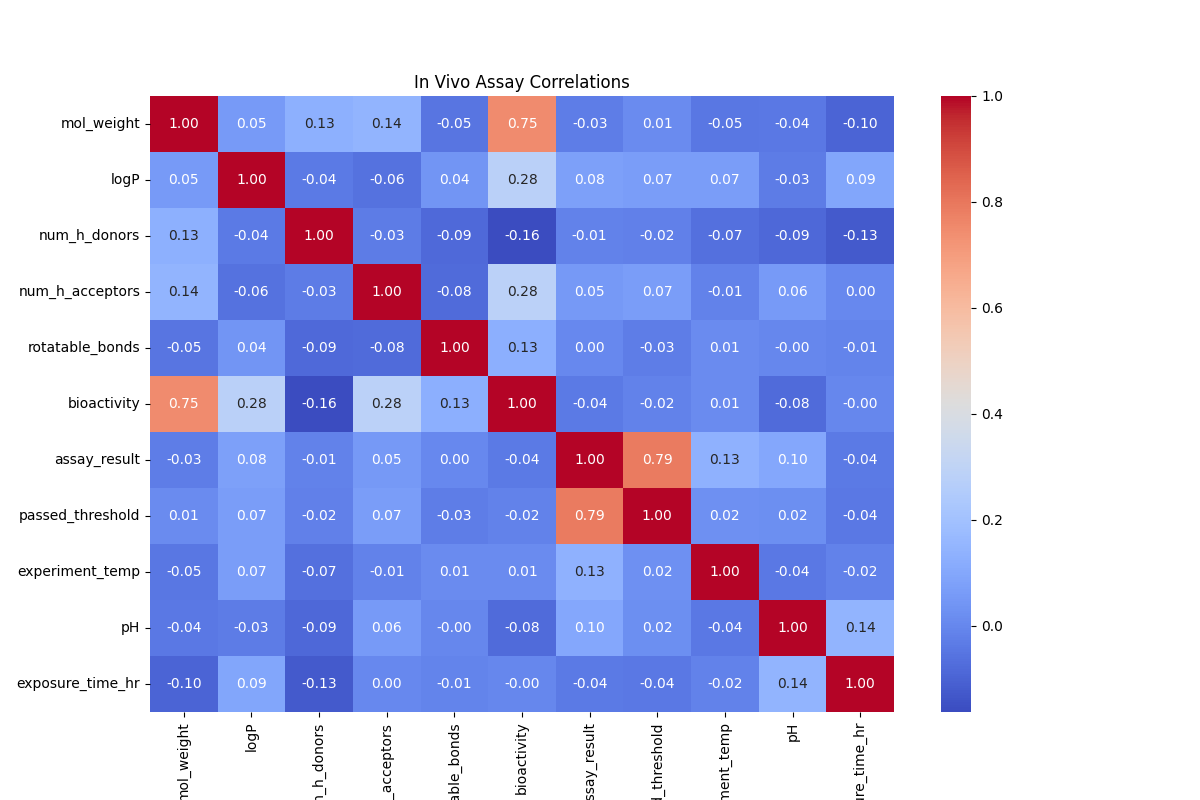 In Vivo Assay Correlations
mol_weight 1.00 0.05 0.13 0.14 -0.05 0.75 -0.03 0.01 -0.05 -0.04 -0.10
logP 0.05 1.00 -0.04 -0.06 0.04 0.28 0.08 0.07 0.07 -0.03 0.09
num_h_donors 0.13 -0.04 1.00 -0.03 -0.09 -0.16 -0.01 -0.02 -0.07 -0.09 -0.13
num_h_acceptors 0.14 -0.06 -0.03 1.00 -0.08 0.28 0.05 0.07 -0.01 0.06 0.00
rotatable_bonds -0.05 0.04 -0.09 -0.08 1.00 0.13 0.00 -0.03 0.01 -0.00 -0.01
bioactivity 0.75 0.28 -0.16 0.28 0.13 1.00 -0.04 -0.02 0.01 -0.08 -0.00
assay_result -0.03 0.08 -0.01 0.05 0.00 -0.04 1.00 0.79 0.13 0.10 -0.04
passed_threshold 0.01 0.07 -0.02 0.07 -0.03 -0.02 0.79 1.00 0.02 0.02 -0.04
experiment_temp -0.05 0.07 -0.07 -0.01 0.01 0.01 0.13 0.02 1.00 -0.04 -0.02
pH -0.04 -0.03 -0.09 0.06 -0.00 -0.08 0.10 0.02 -0.04 1.00 0.14
exposure_time_hr -0.10 0.09 -0.13 0.00 -0.01 -0.00 -0.04 -0.04 -0.02 0.14 1.00
mol_weight
logP
_h_donors
_acceptors
able_bonds
bioactivity
assay_result
d_threshold
ment_temp
pH
ure_time_hr
1.0
0.8
0.6
0.4
0.2
0.0